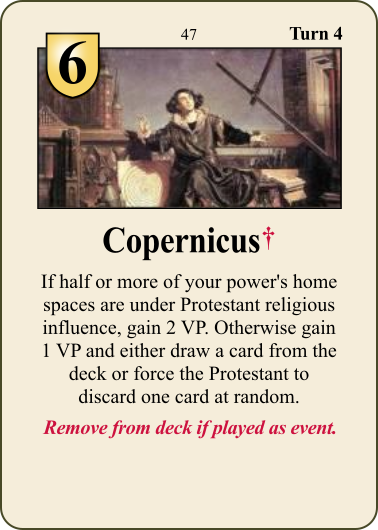 6
47
Turn 4
Copernicus†
If half or more of your power's home
spaces are under Protestant religious
influence, gain 2 VP. Otherwise gain
1 VP and either draw a card from the
deck or force the Protestant to
discard one card at random.
Remove from deck if played as event.